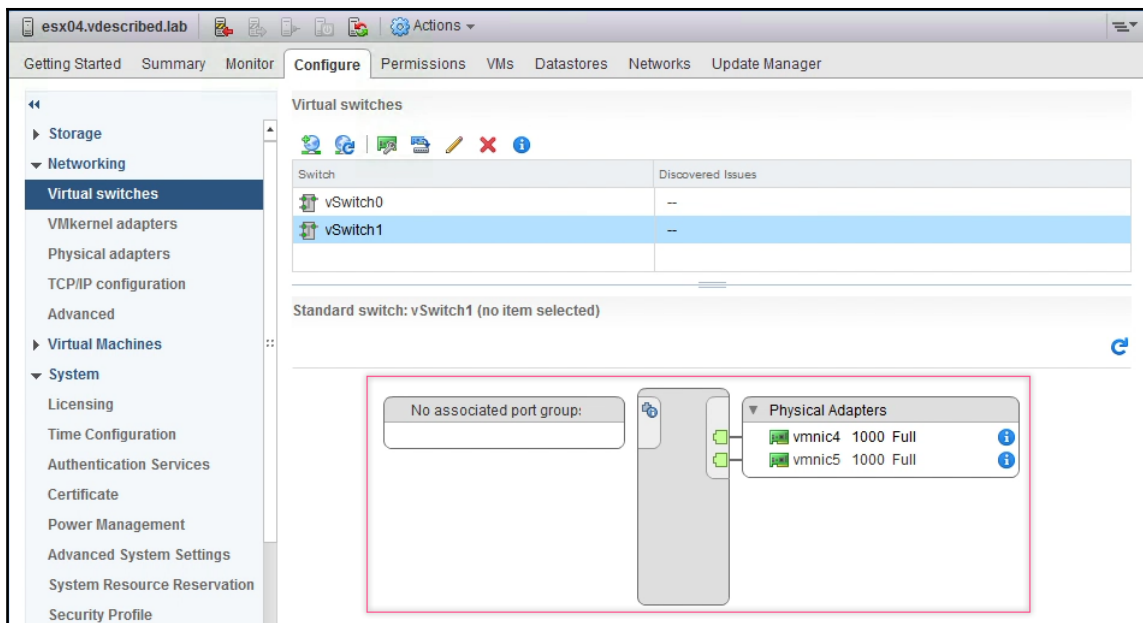 esx04.vdescribed.lab Actions
Getting Started Summary Monitor Configure Permissions VMs Datastores Networks Update Manager
Storage
Networking
Virtual switches
VMkernel adapters
Physical adapters
TCP/IP configuration
Advanced
Virtual Machines
System
Licensing
Time Configuration
Authentication Services
Certificate
Power Management
Advanced System Settings
System Resource Reservation
Security Profile
Virtual switches
Switch Discovered Issues
vSwitch0 --
vSwitch1 --
Standard switch: vSwitch1 (no item selected)
No associated port group:
Physical Adapters
vmnic4 1000 Full
vmnic5 1000 Full